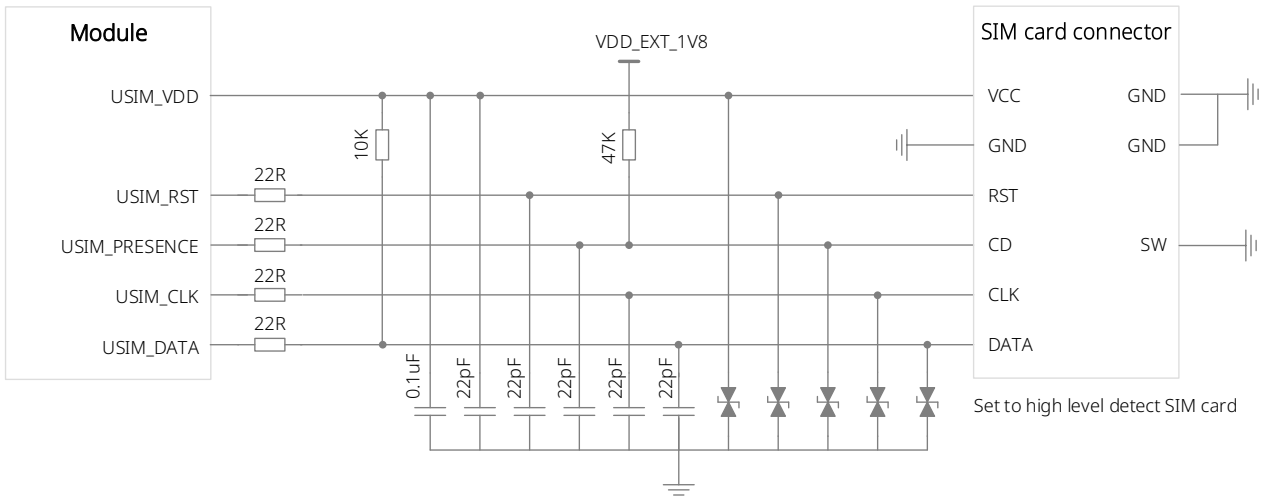 Module
SIM card connector
VDD_EXT_1V8
USIM_VDD
VCC
GND
10K
47K
GND
GND
22R
USIM_RST
RST
22R
USIM_PRESENCE
CD
SW
22R
USIM_CLK
CLK
22R
USIM_DATA
DATA
0.1uF
22pF
22pF
22pF
22pF
22pF
Set to high level detect SIM card